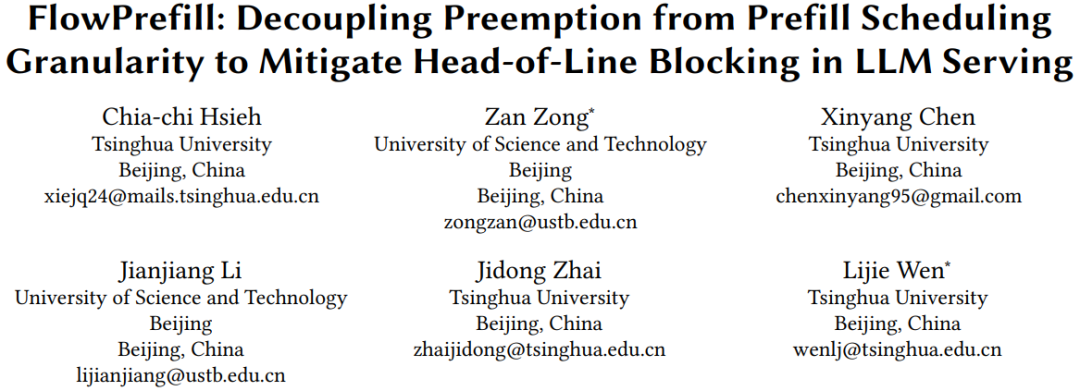 FlowPrefill: Decoupling Preemption from Prefill Scheduling
Granularity to Mitigate Head-of-Line Blocking in LLM Serving
Chia-chi Hsieh
Tsinghua University
Beijing, China
xiejq24@mails.tsinghua.edu.cn
Zan Zong*
University of Science and Technology
Beijing
Beijing, China
zongzan@ustb.edu.cn
Xinyang Chen
Tsinghua University
Beijing, China
chenxinyang95@gmail.com
Jianjiang Li
University of Science and Technology
Beijing
Beijing, China
lijianjiang@ustb.edu.cn
Jidong Zhai
Tsinghua University
Beijing, China
zhaijidong@tsinghua.edu.cn
Lijie Wen*
Tsinghua University
Beijing, China
wenlj@tsinghua.edu.cn